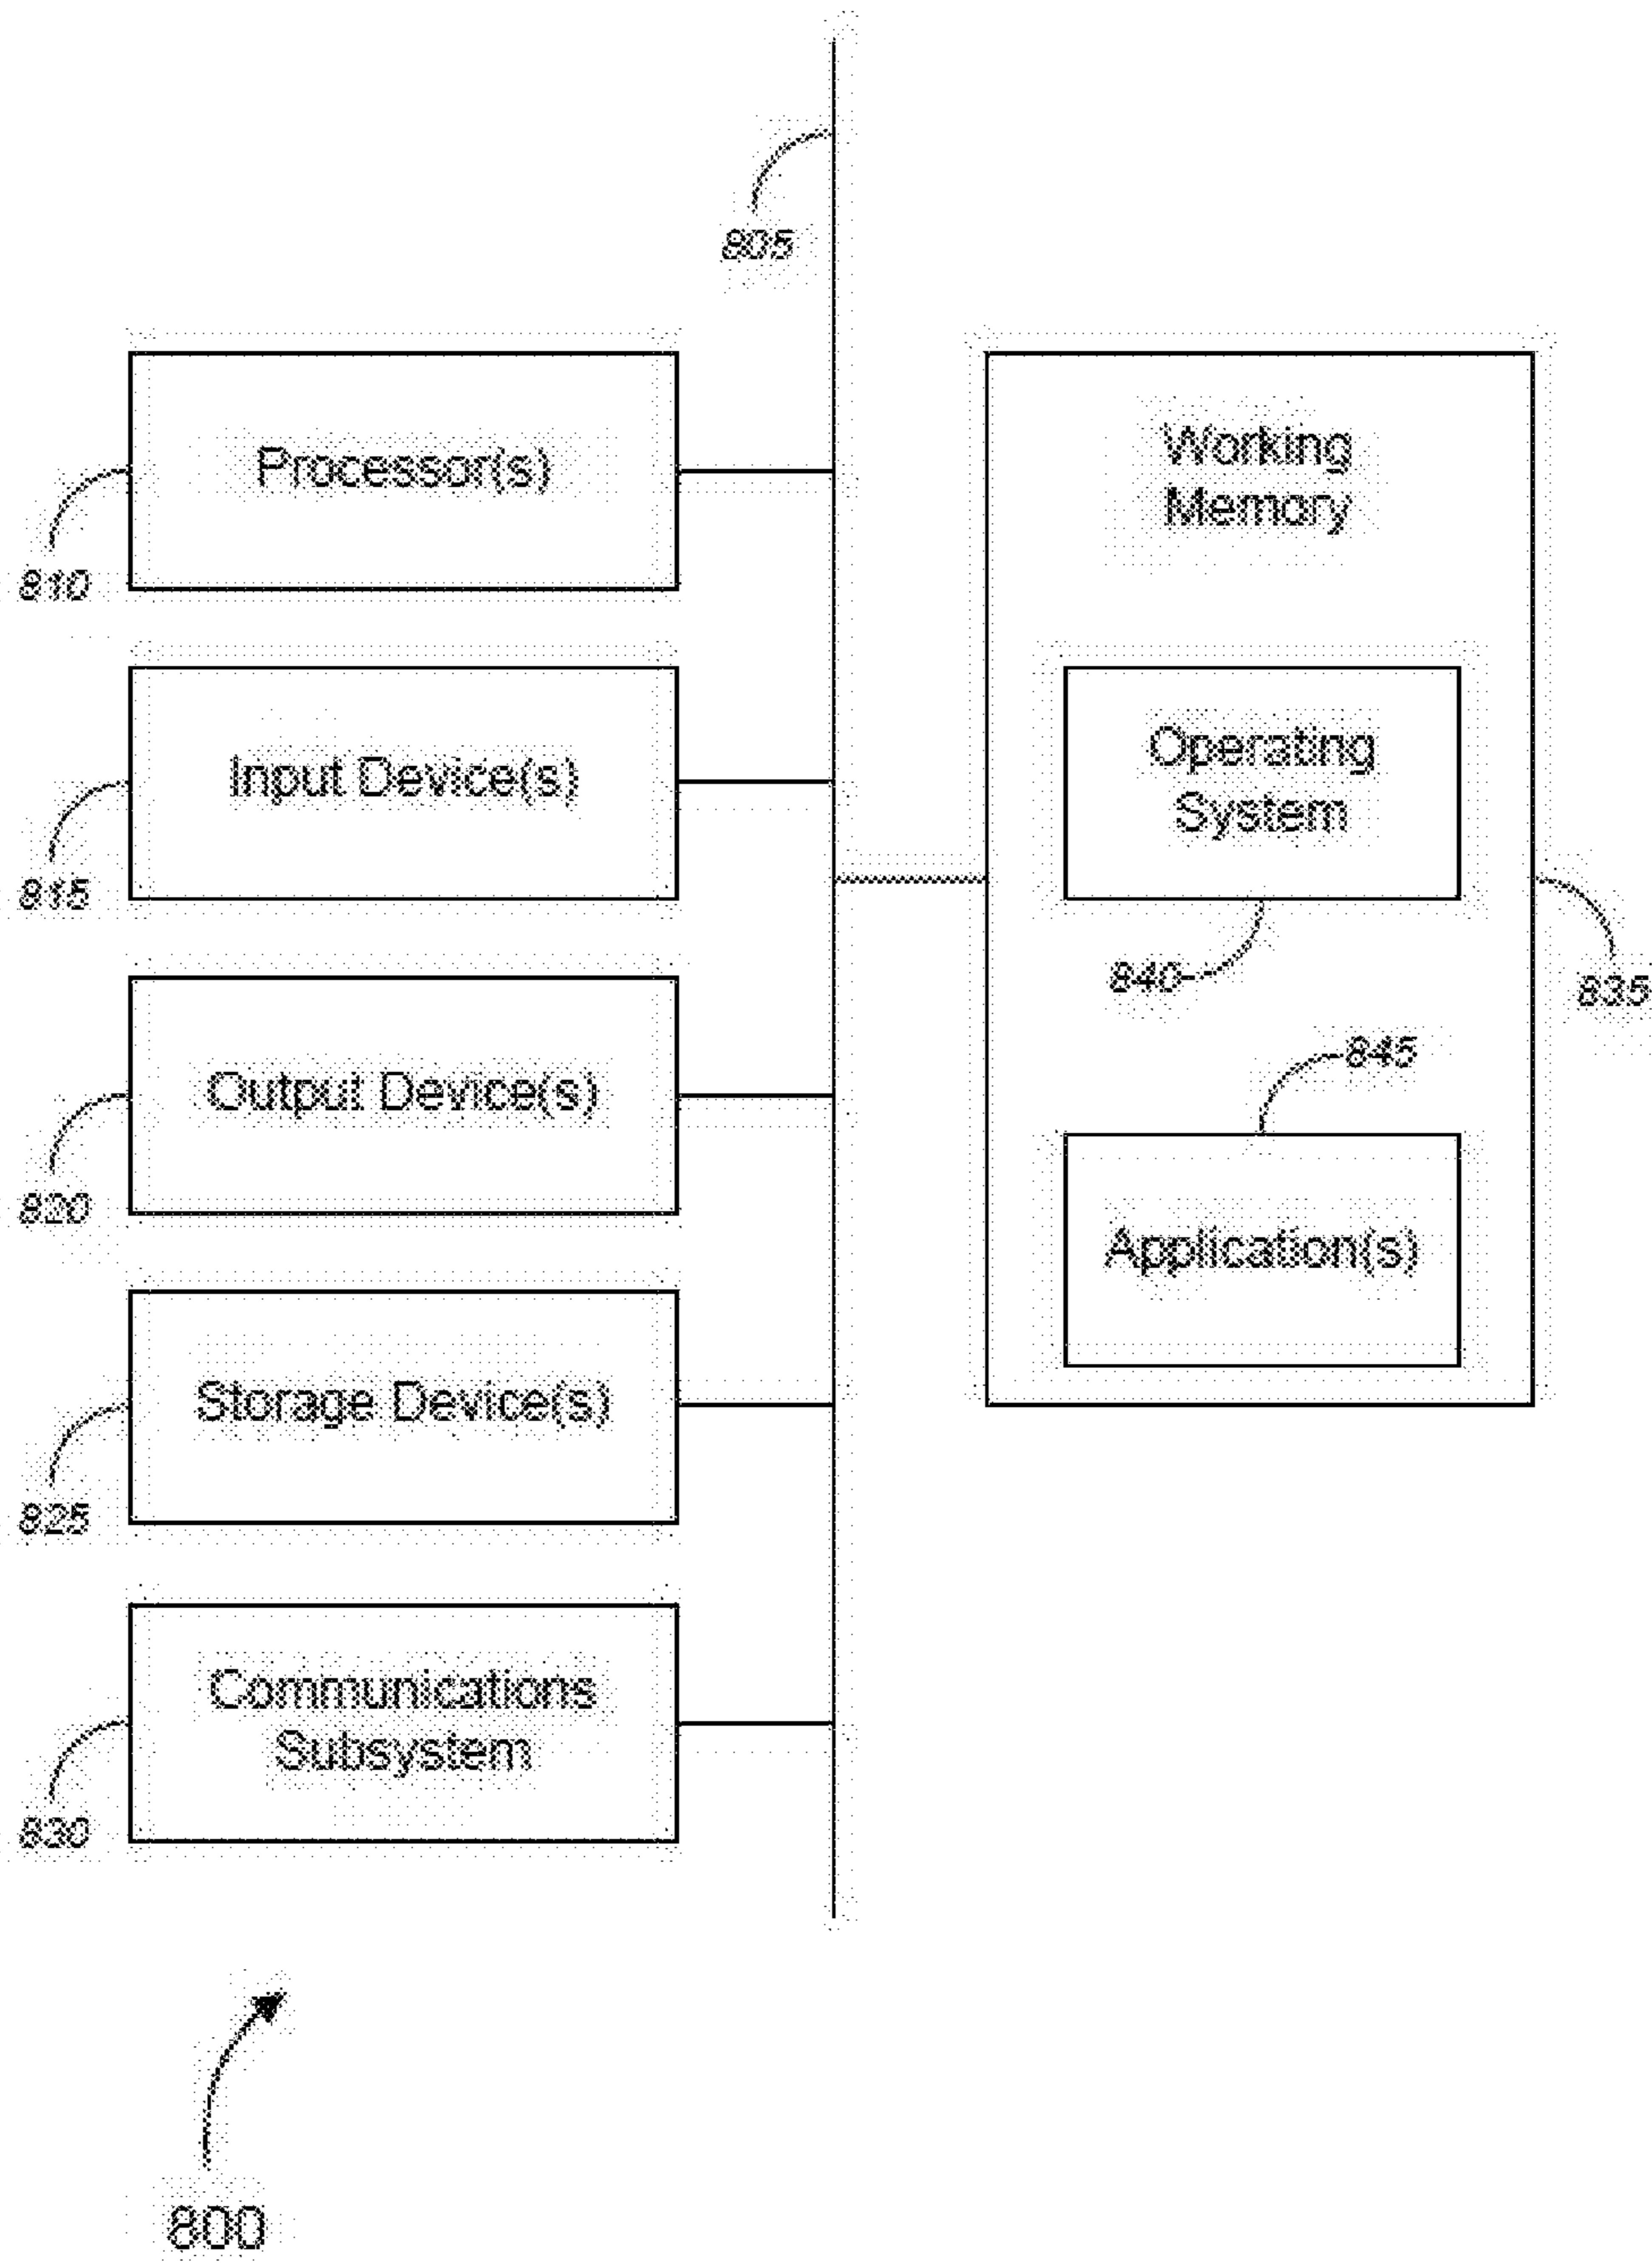 805
Processor(s)
810
Input Device(s)
815
Output Device(s)
820
Storage Device(s)
825
Communications
Subsystem
830
Working
Memory
Operating
System
840
835
845
Application(s)
800